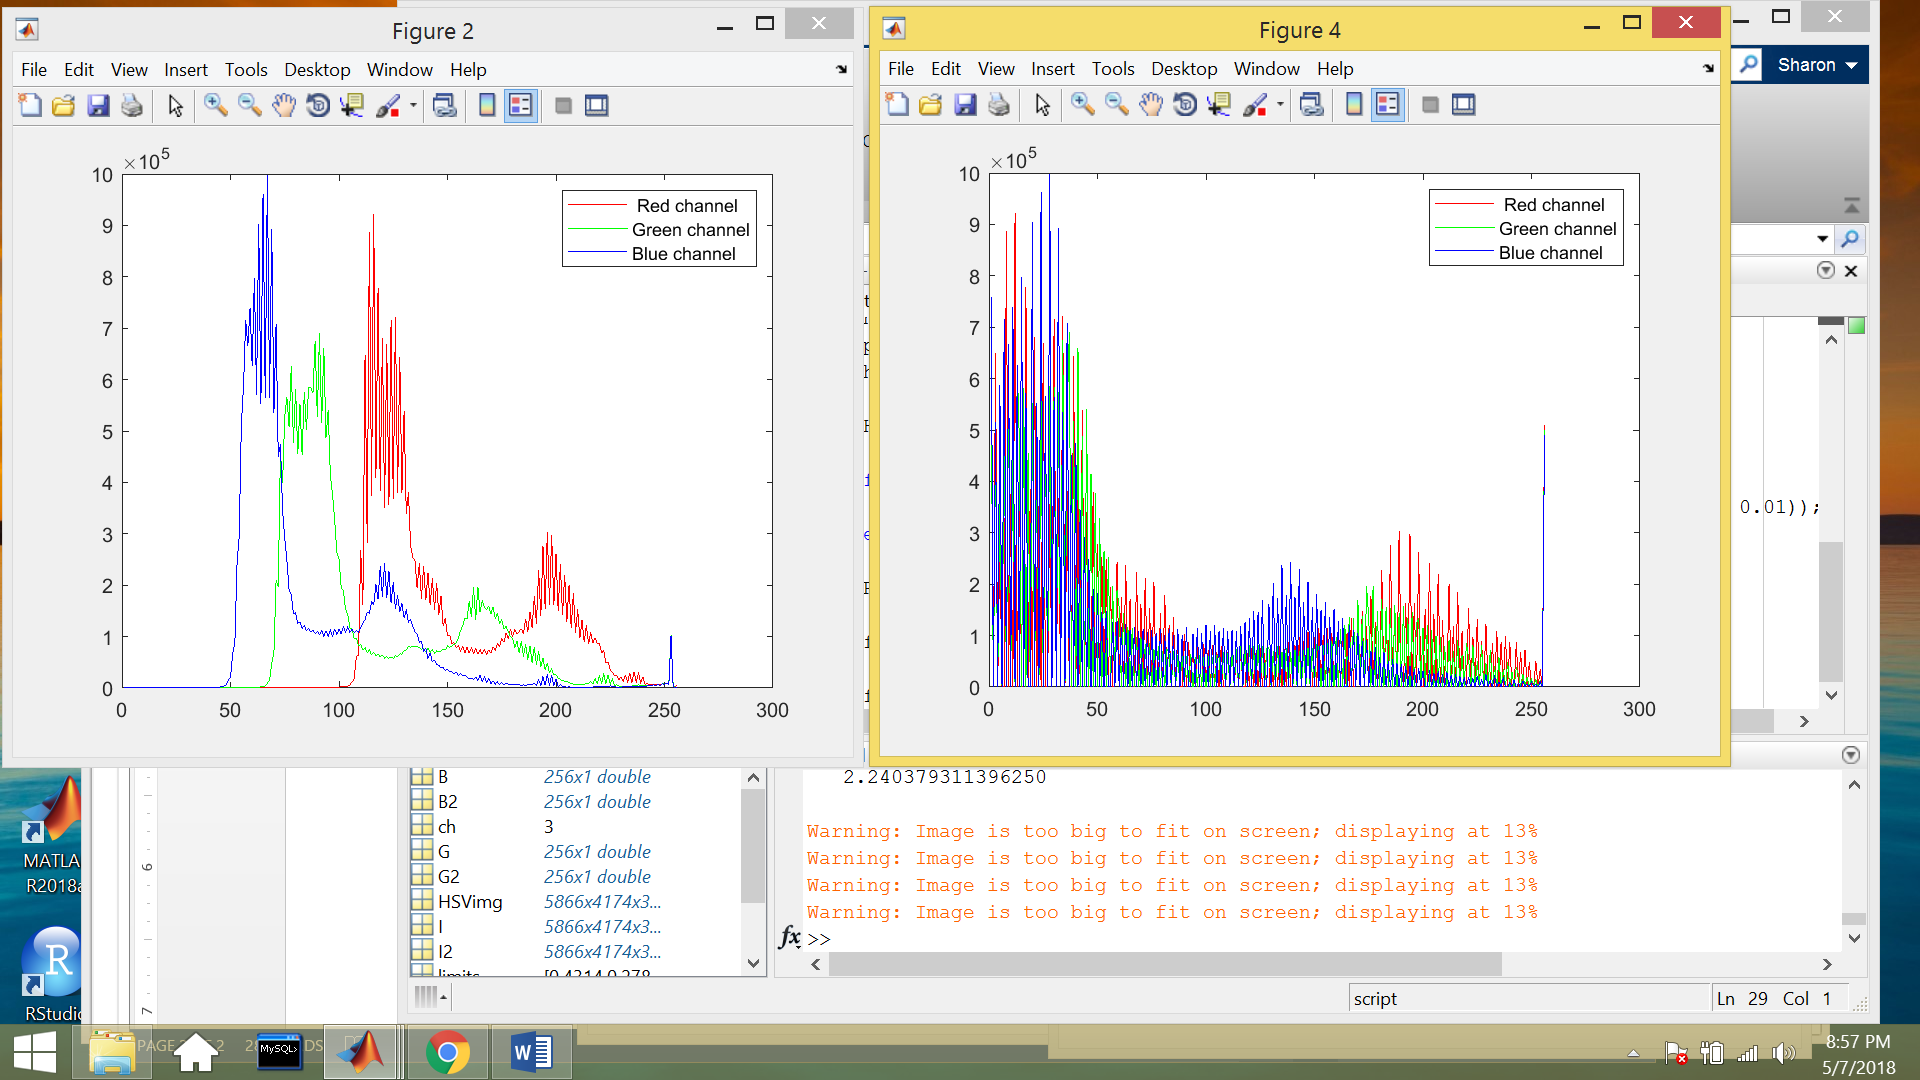 Figure 2
File Edit View Insert Tools Desktop Window Help
×10^5
10
9
8
7
6
5
4
3
2
1
0
0 50 100 150 200 250 300
Red channel
Green channel
Blue channel
Figure 4
File Edit View Insert Tools Desktop Window Help
×10^5
10
9
8
7
6
5
4
3
2
1
0
0 50 100 150 200 250 300
Red channel
Green channel
Blue channel
Sharon
0.01));
B 256x1 double
B2 256x1 double
ch 3
G 256x1 double
G2 256x1 double
HSVimg 5866x4174x3...
I 5866x4174x3...
I2 5866x4174x3...
2.240379311396250
Warning: Image is too big to fit on screen; displaying at 13%
Warning: Image is too big to fit on screen; displaying at 13%
Warning: Image is too big to fit on screen; displaying at 13%
Warning: Image is too big to fit on screen; displaying at 13%
fx >>
script
Ln 29 Col 1
MATLA
R2018a
R
RStudio
6
7
MySQL>
W
8:57 PM
5/7/2018